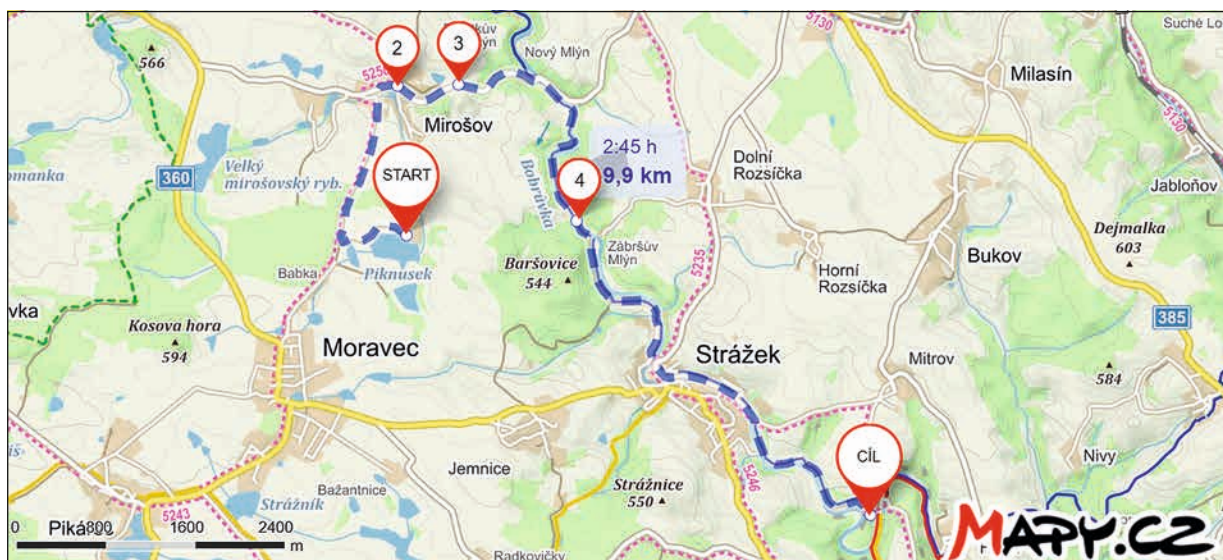 5130
Suché Lo
566
2
3
Nový Mlýn
Milasín
Mirošov
5130
omanka
Velký
mirošovský ryb.
360
START
Bobrůvka
2:45 h
9,9 km
4
Dolní
Rozsíčka
Jabloňov
Dejmalka
603
Babka
Piknusek
Baršovice
544
Zábršův
Mlýn
5235
Horní
Rozsíčka
Bukov
vka
Kosova hora
594
Moravec
Strážek
385
Mitrov
584
CÍL
Jemnice
Nivy
Strážnice
550
5246
Bažantnice
Strážník
5243
0 800 1600 2400
m
Radkovičky
MAPY.CZ